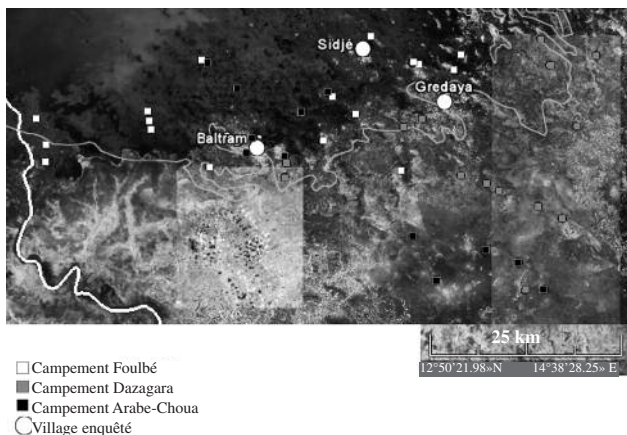 Sidjé
Gredaya
Baltram
25 km
12°50'21.98»N 14°38'28.25» E
Campement Foulbé
Campement Dazagara
Campement Arabe-Choua
Village enquêté